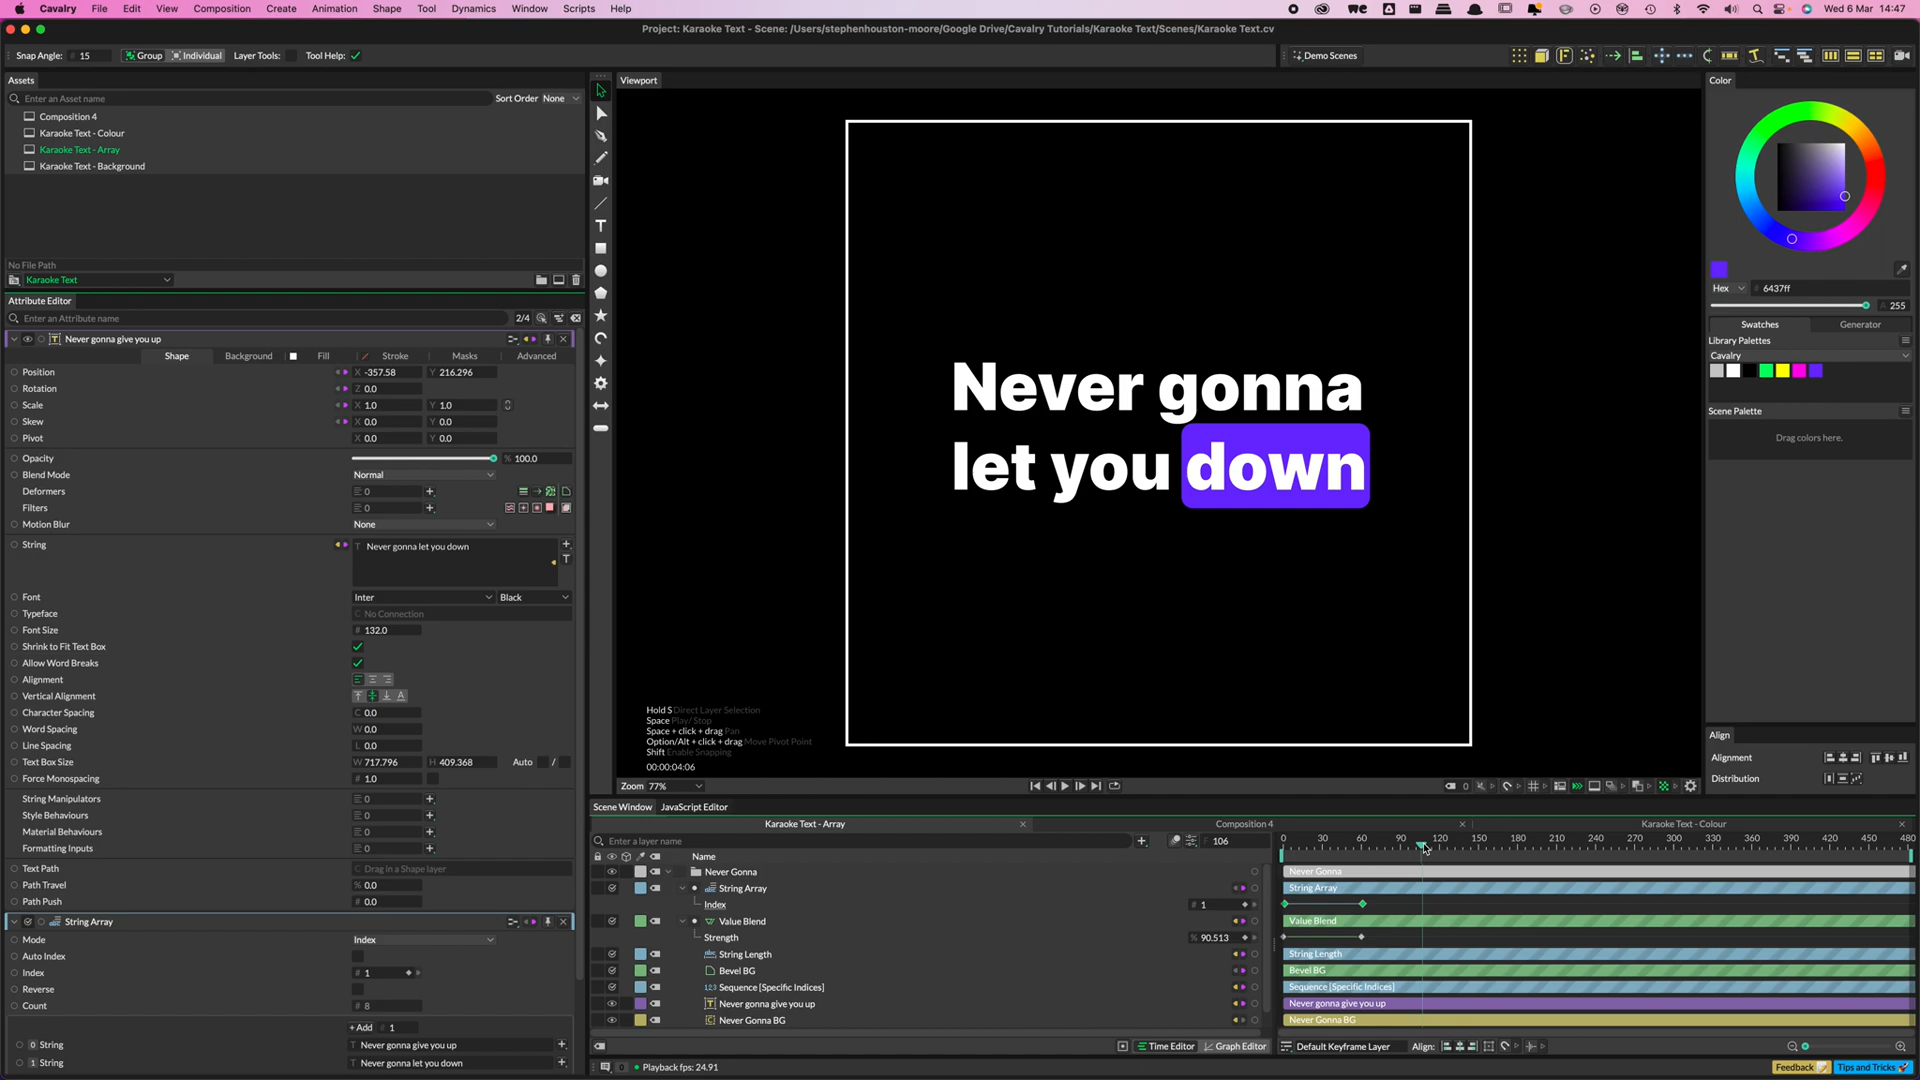 Cavalry File Edit View Composition Create Animation Shape Tool Dynamics Window Scripts Help Wed 6 Mar 14:47
Project: Karaoke Text - Scene: /Users/stephenhouston-moore/Google Drive/Cavalry Tutorials/Karaoke Text/Scenes/Karaoke Text.cv
Snap Angle: 15 Group Individual Layer Tools: Tool Help: Demo Scenes
Assets
Enter an Asset name Sort Order None
Composition 4
Karaoke Text - Colour
Karaoke Text - Array
Karaoke Text - Background
No File Path
Karaoke Text
Attribute Editor
Enter an Attribute name 2/4
Never gonna give you up
Shape Background Fill Stroke Masks Advanced
Position X -357.58 Y 216.296
Rotation Z 0.0
Scale X 1.0 Y 1.0
Skew X 0.0 Y 0.0
Pivot X 0.0 Y 0.0
Opacity % 100.0
Blend Mode Normal
Deformers 0
Filters 0
Motion Blur None
String T Never gonna let you down
Font Inter Black
Typeface C No Connection
Font Size # 132.0
Shrink to Fit Text Box
Allow Word Breaks
Alignment
Vertical Alignment
Character Spacing C 0.0
Word Spacing W 0.0
Line Spacing L 0.0
Text Box Size W 717.796 H 409.368 Auto /
Force Monospacing # 1.0
String Manipulators 0
Style Behaviours 0
Material Behaviours 0
Formatting Inputs 0
Text Path Drag in a Shape layer
Path Travel % 0.0
Path Push # 0.0
String Array
Mode Index
Auto Index
Index # 1
Reverse
Count # 8
+ Add # 1
0 String T Never gonna give you up
1 String T Never gonna let you down
Viewport
Never gonna
let you down
Hold S Direct Layer Selection
Space Play/ Stop
Space + click + drag Pan
Option/Alt + click + drag Move Pivot Point
Shift Enable Snapping
00:00:04:06
Zoom 77%
0
Scene Window JavaScript Editor
Karaoke Text - Array Composition 4 Karaoke Text - Colour
Enter a layer name 106
0 30 60 90 120 150 180 210 240 270 300 330 360 390 420 450 480
Name
Never Gonna
String Array
Index # 1
Value Blend
Strength % 90.513
String Length
Bevel BG
Sequence [Specific Indices]
Never gonna give you up
Never Gonna BG
Never Gonna
String Array
Value Blend
String Length
Bevel BG
Sequence [Specific Indices]
Never gonna give you up
Never Gonna BG
Time Editor Graph Editor Default Keyframe Layer Align:
0 Playback fps: 24.91
Feedback Tips and Tricks
Color
Hex # 6437ff
A 255
Swatches Generator
Library Palettes
Cavalry
Scene Palette
Drag colors here.
Align
Alignment
Distribution